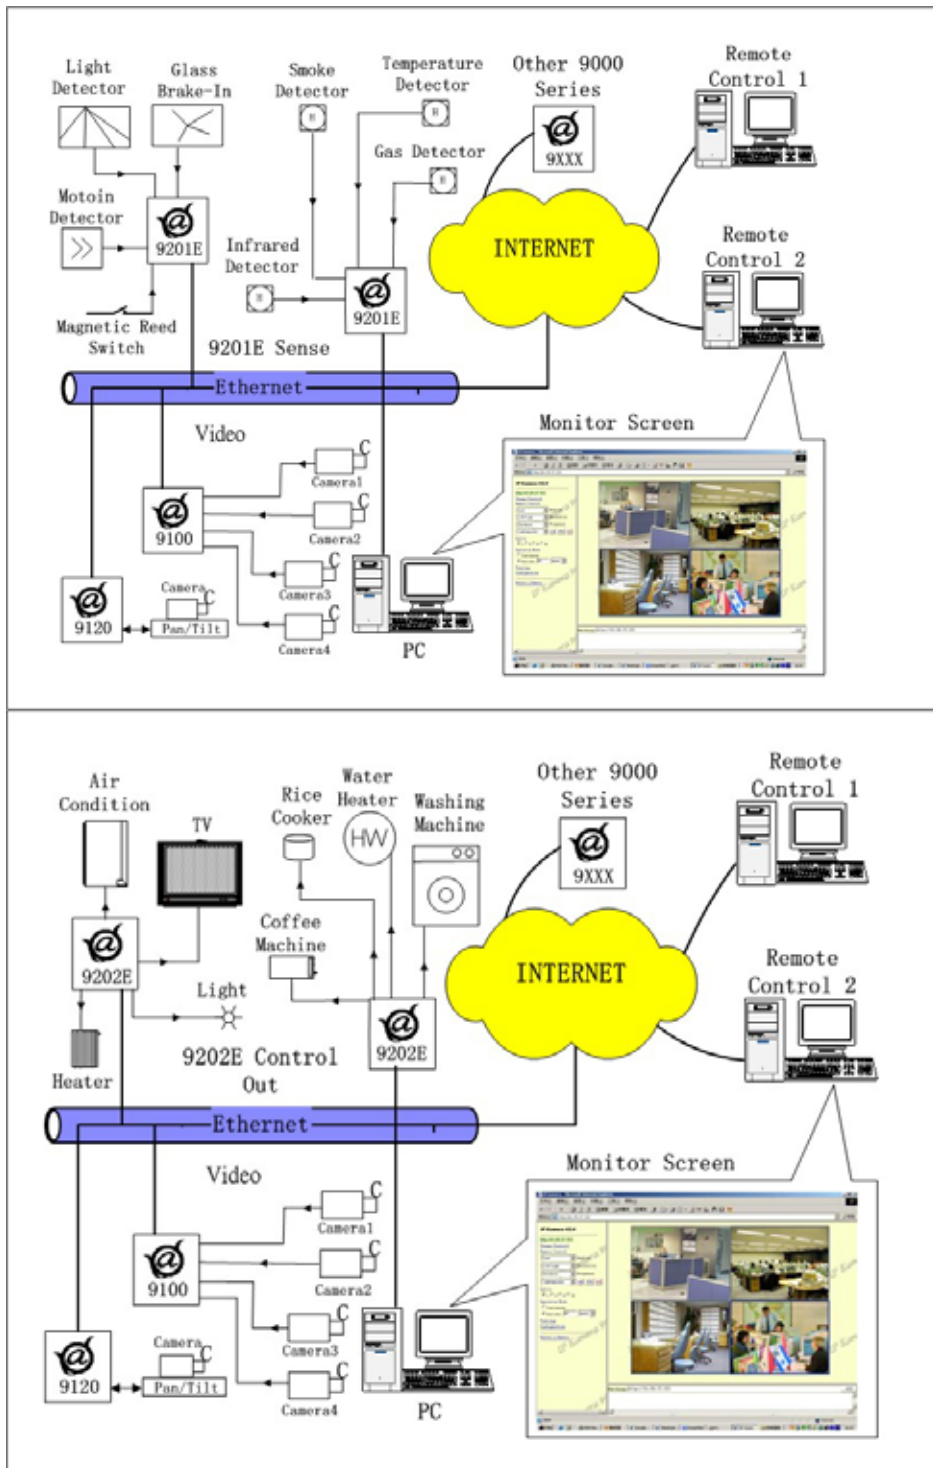 Light
Detector
Glass
Brake-In
Smoke
Detector
Temperature
Detector
Gas Detector
Other 9000
Series
9XXX
Remote
Control 1
Motoin
Detector
9201E
Infrared
Detector
9201E
Magnetic Reed
Switch
INTERNET
Remote
Control 2
9201E Sense
Ethernet
Video
Monitor Screen
Camera1
Camera2
Camera3
Camera4
9100
9120
Camera
Pan/Tilt
PC
C
C
C
C
C
H
H
H
H
Air
Condition
TV
Rice
Cooker
Water
Heater
HW
Washing
Machine
Other 9000
Series
9XXX
Remote
Control 1
9202E
Coffee
Machine
Light
Heater
9202E
INTERNET
Remote
Control 2
9202E Control
Out
Ethernet
Video
Monitor Screen
Camera1
Camera2
Camera3
Camera4
9100
9120
Camera
Pan/Tilt
PC
C
C
C
C
C